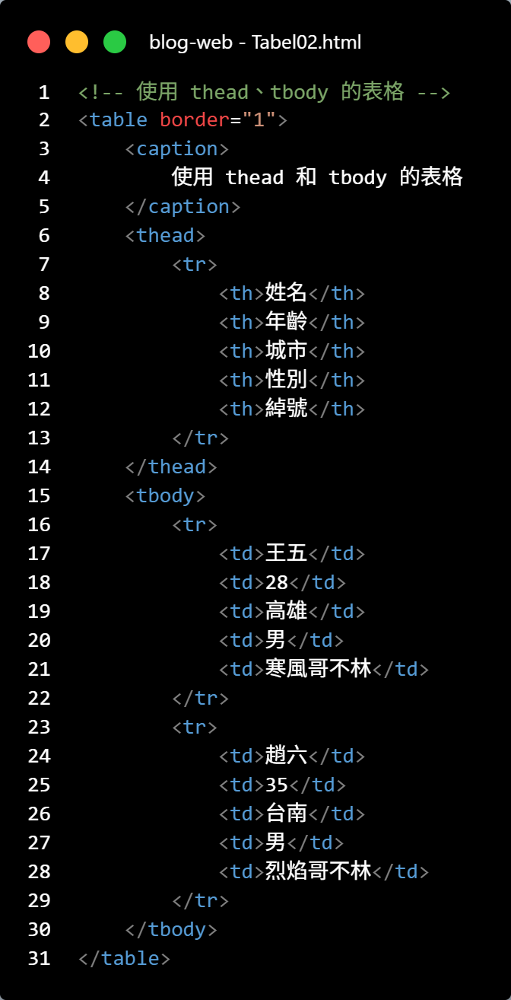 blog-web - Tabel02.html
1 <!-- 使用 thead、tbody 的表格 -->
2 <table border="1">
3     <caption>
4         使用 thead 和 tbody 的表格
5     </caption>
6     <thead>
7         <tr>
8             <th>姓名</th>
9             <th>年齡</th>
10             <th>城市</th>
11             <th>性別</th>
12             <th>綽號</th>
13         </tr>
14     </thead>
15     <tbody>
16         <tr>
17             <td>王五</td>
18             <td>28</td>
19             <td>高雄</td>
20             <td>男</td>
21             <td>寒風哥不林</td>
22         </tr>
23         <tr>
24             <td>趙六</td>
25             <td>35</td>
26             <td>台南</td>
27             <td>男</td>
28             <td>烈焰哥不林</td>
29         </tr>
30     </tbody>
31 </table>